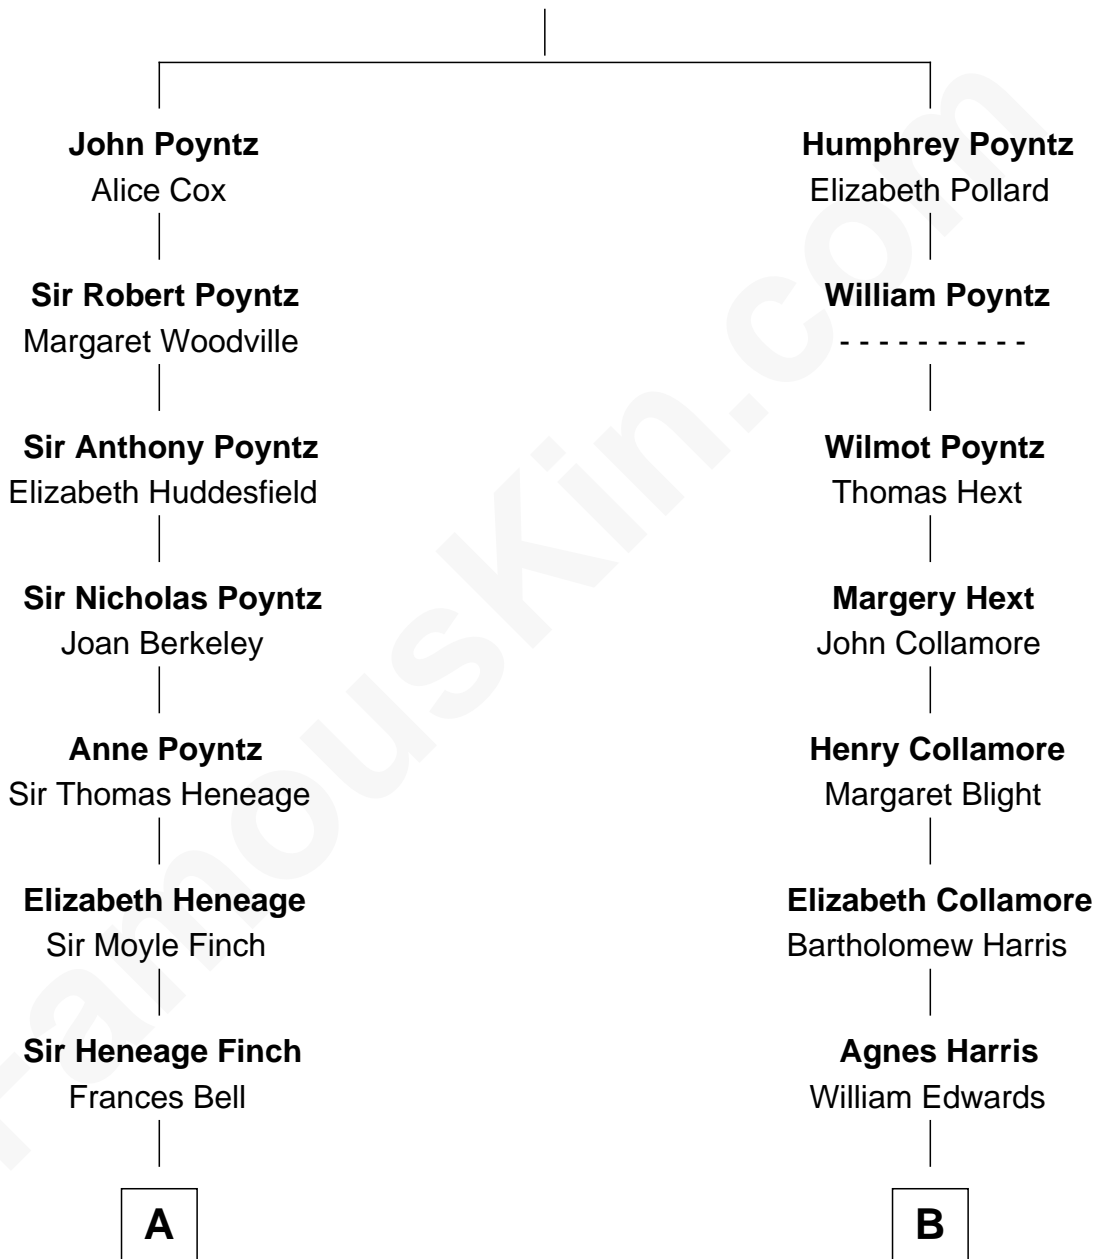 John Poyntz
Alice Cox
Humphrey Poyntz
Elizabeth Pollard
Sir Robert Poyntz
Margaret Woodville
William Poyntz
- - - - - - - - - -
Sir Anthony Poyntz
Elizabeth Huddesfield
Wilmot Poyntz
Thomas Hext
Sir Nicholas Poyntz
Joan Berkeley
Margery Hext
John Collamore
Anne Poyntz
Sir Thomas Heneage
Henry Collamore
Margaret Blight
Elizabeth Heneage
Sir Moyle Finch
Elizabeth Collamore
Bartholomew Harris
Sir Heneage Finch
Frances Bell
Agnes Harris
William Edwards
A
B
FamousKin.com